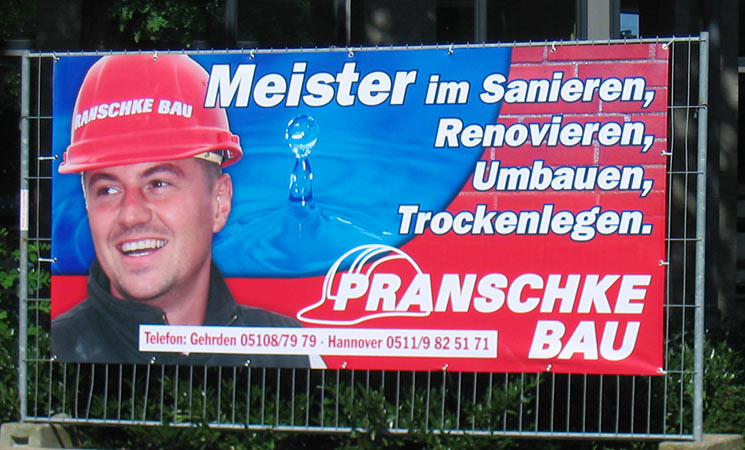 PRANSCHKE BAU
Meister im Sanieren,
Renovieren,
Umbauen,
Trockenlegen.
PRANSCHKE
BAU
Telefon: Gehrden 05108/79 79 · Hannover 0511/9 82 51 71